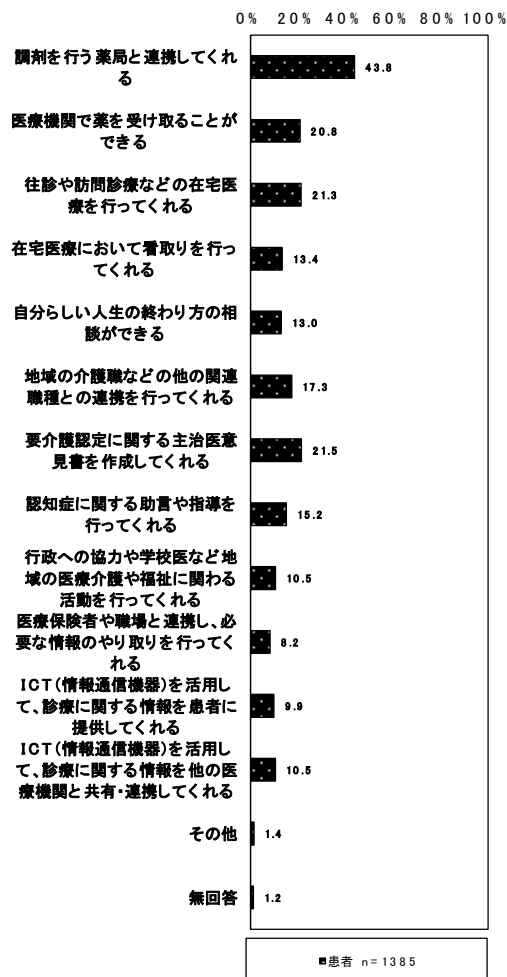 0% 20% 40% 60% 80% 100%
調剤を行う薬局と連携してくれ
る
43.8
医療機関で薬を受け取ることが
できる
20.8
往診や訪問診療などの在宅医
療を行ってくれる
21.3
在宅医療において看取りを行っ
てくれる
13.4
自分らしい人生の終わり方の相
談ができる
13.0
地域の介護職などの他の関連
職種との連携を行ってくれる
17.3
要介護認定に関する主治医意
見書を作成してくれる
21.5
認知症に関する助言や指導を
行ってくれる
15.2
行政への協力や学校医など地
域の医療介護や福祉に関わる
活動を行ってくれる
10.5
医療保険者や職場と連携し、必
要な情報のやり取りを行ってく
れる
8.2
ICT(情報通信機器)を活用し
て、診療に関する情報を患者に
提供してくれる
9.9
ICT(情報通信機器)を活用し
て、診療に関する情報を他の医
療機関と共有・連携してくれる
10.5
その他
1.4
無回答
1.2
患者 n=1385